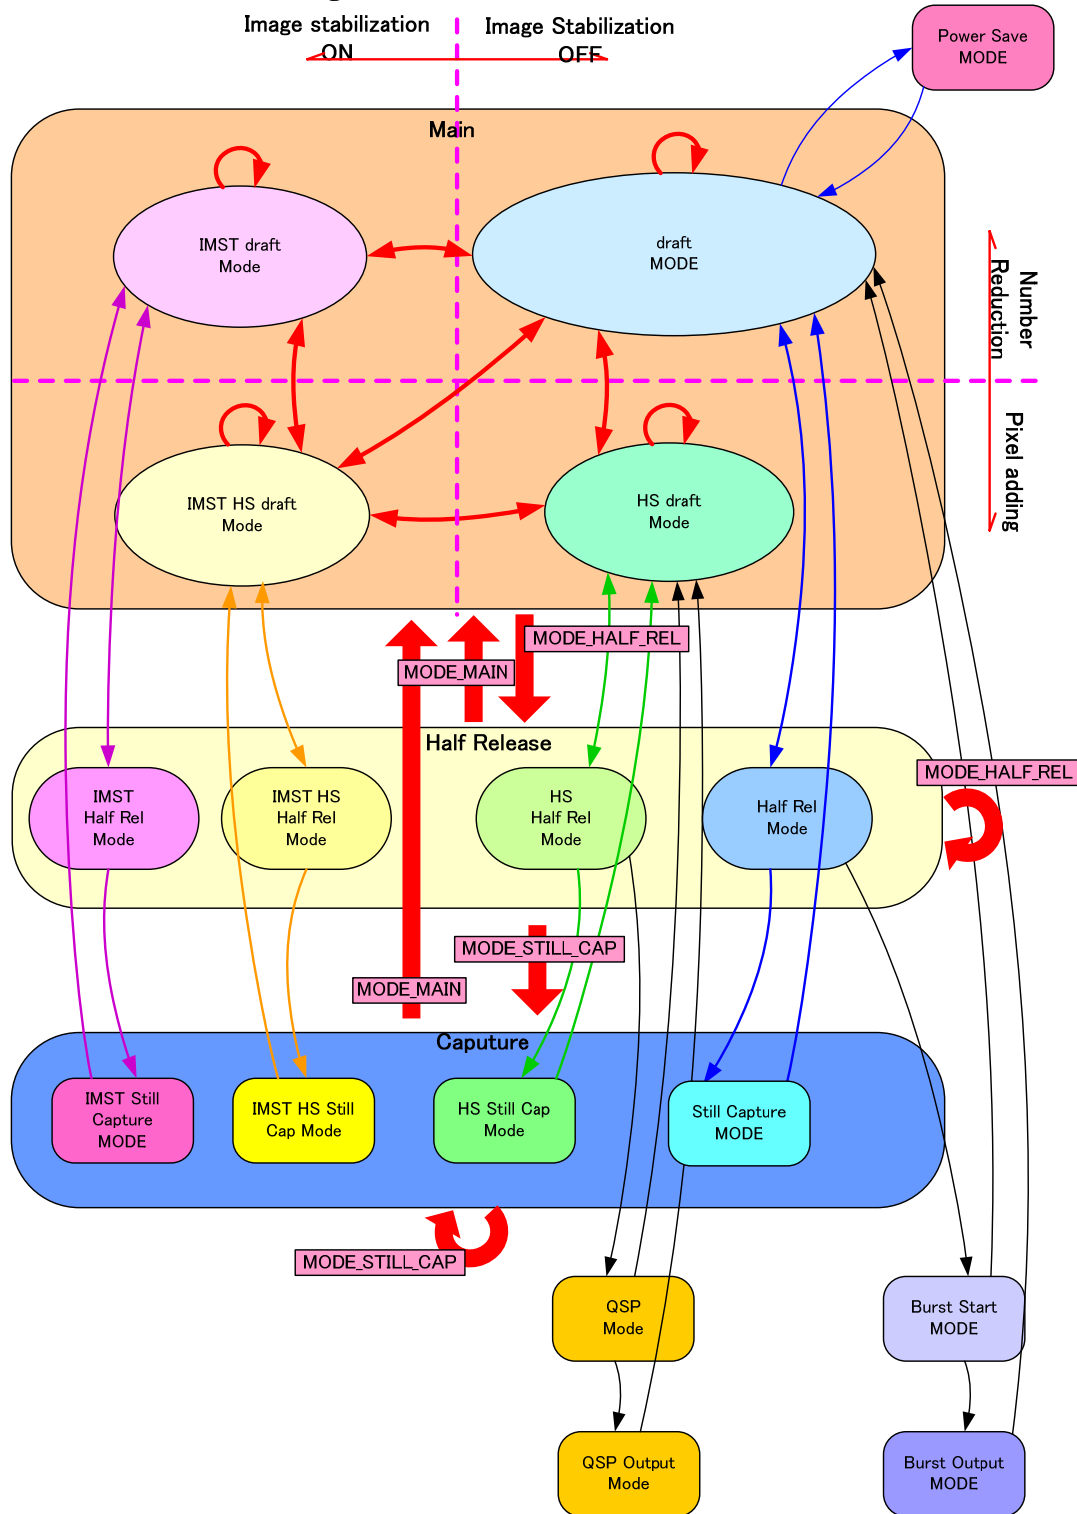 Image stabilization
ON
Image Stabilization
OFF
Power Save
MODE
Main
IMST draft
Mode
draft
MODE
Number
Reduction
Pixel adding
IMST HS draft
Mode
HS draft
Mode
MODE_HALF_REL
MODE_MAIN
Half Release
MODE_HALF_REL
IMST
Half Rel
Mode
IMST HS
Half Rel
Mode
HS
Half Rel
Mode
Half Rel
Mode
MODE_STILL_CAP
MODE_MAIN
Caputure
IMST Still
Capture
MODE
IMST HS Still
Cap Mode
HS Still Cap
Mode
Still Capture
MODE
MODE_STILL_CAP
QSP
Mode
Burst Start
MODE
QSP Output
Mode
Burst Output
MODE